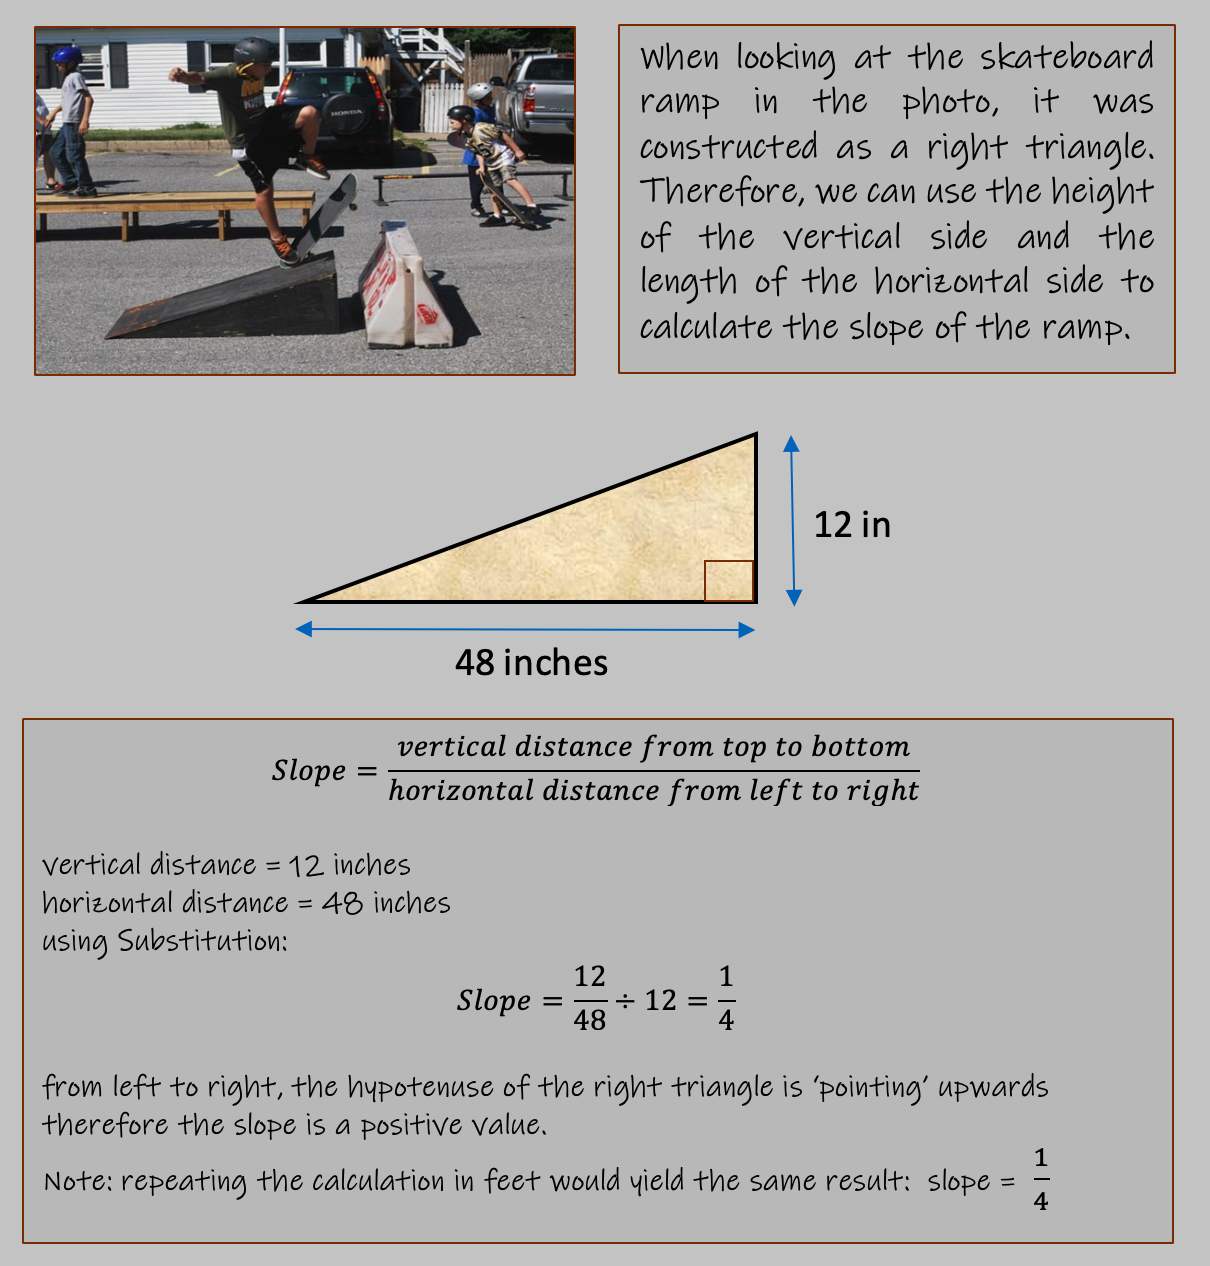 HONDA
When looking at the skateboard
ramp in the photo, it was
constructed as a right triangle.
Therefore, we can use the height
of the vertical side and the
length of the horizontal side to
calculate the slope of the ramp.
12 in
48 inches
Slope = vertical distance from top to bottom / horizontal distance from left to right
vertical distance = 12 inches
horizontal distance = 48 inches
using Substitution:
Slope = 12/48 ÷ 12 = 1/4
from left to right, the hypotenuse of the right triangle is ‘pointing’ upwards
therefore the slope is a positive value.
Note: repeating the calculation in feet would yield the same result: slope = 1/4